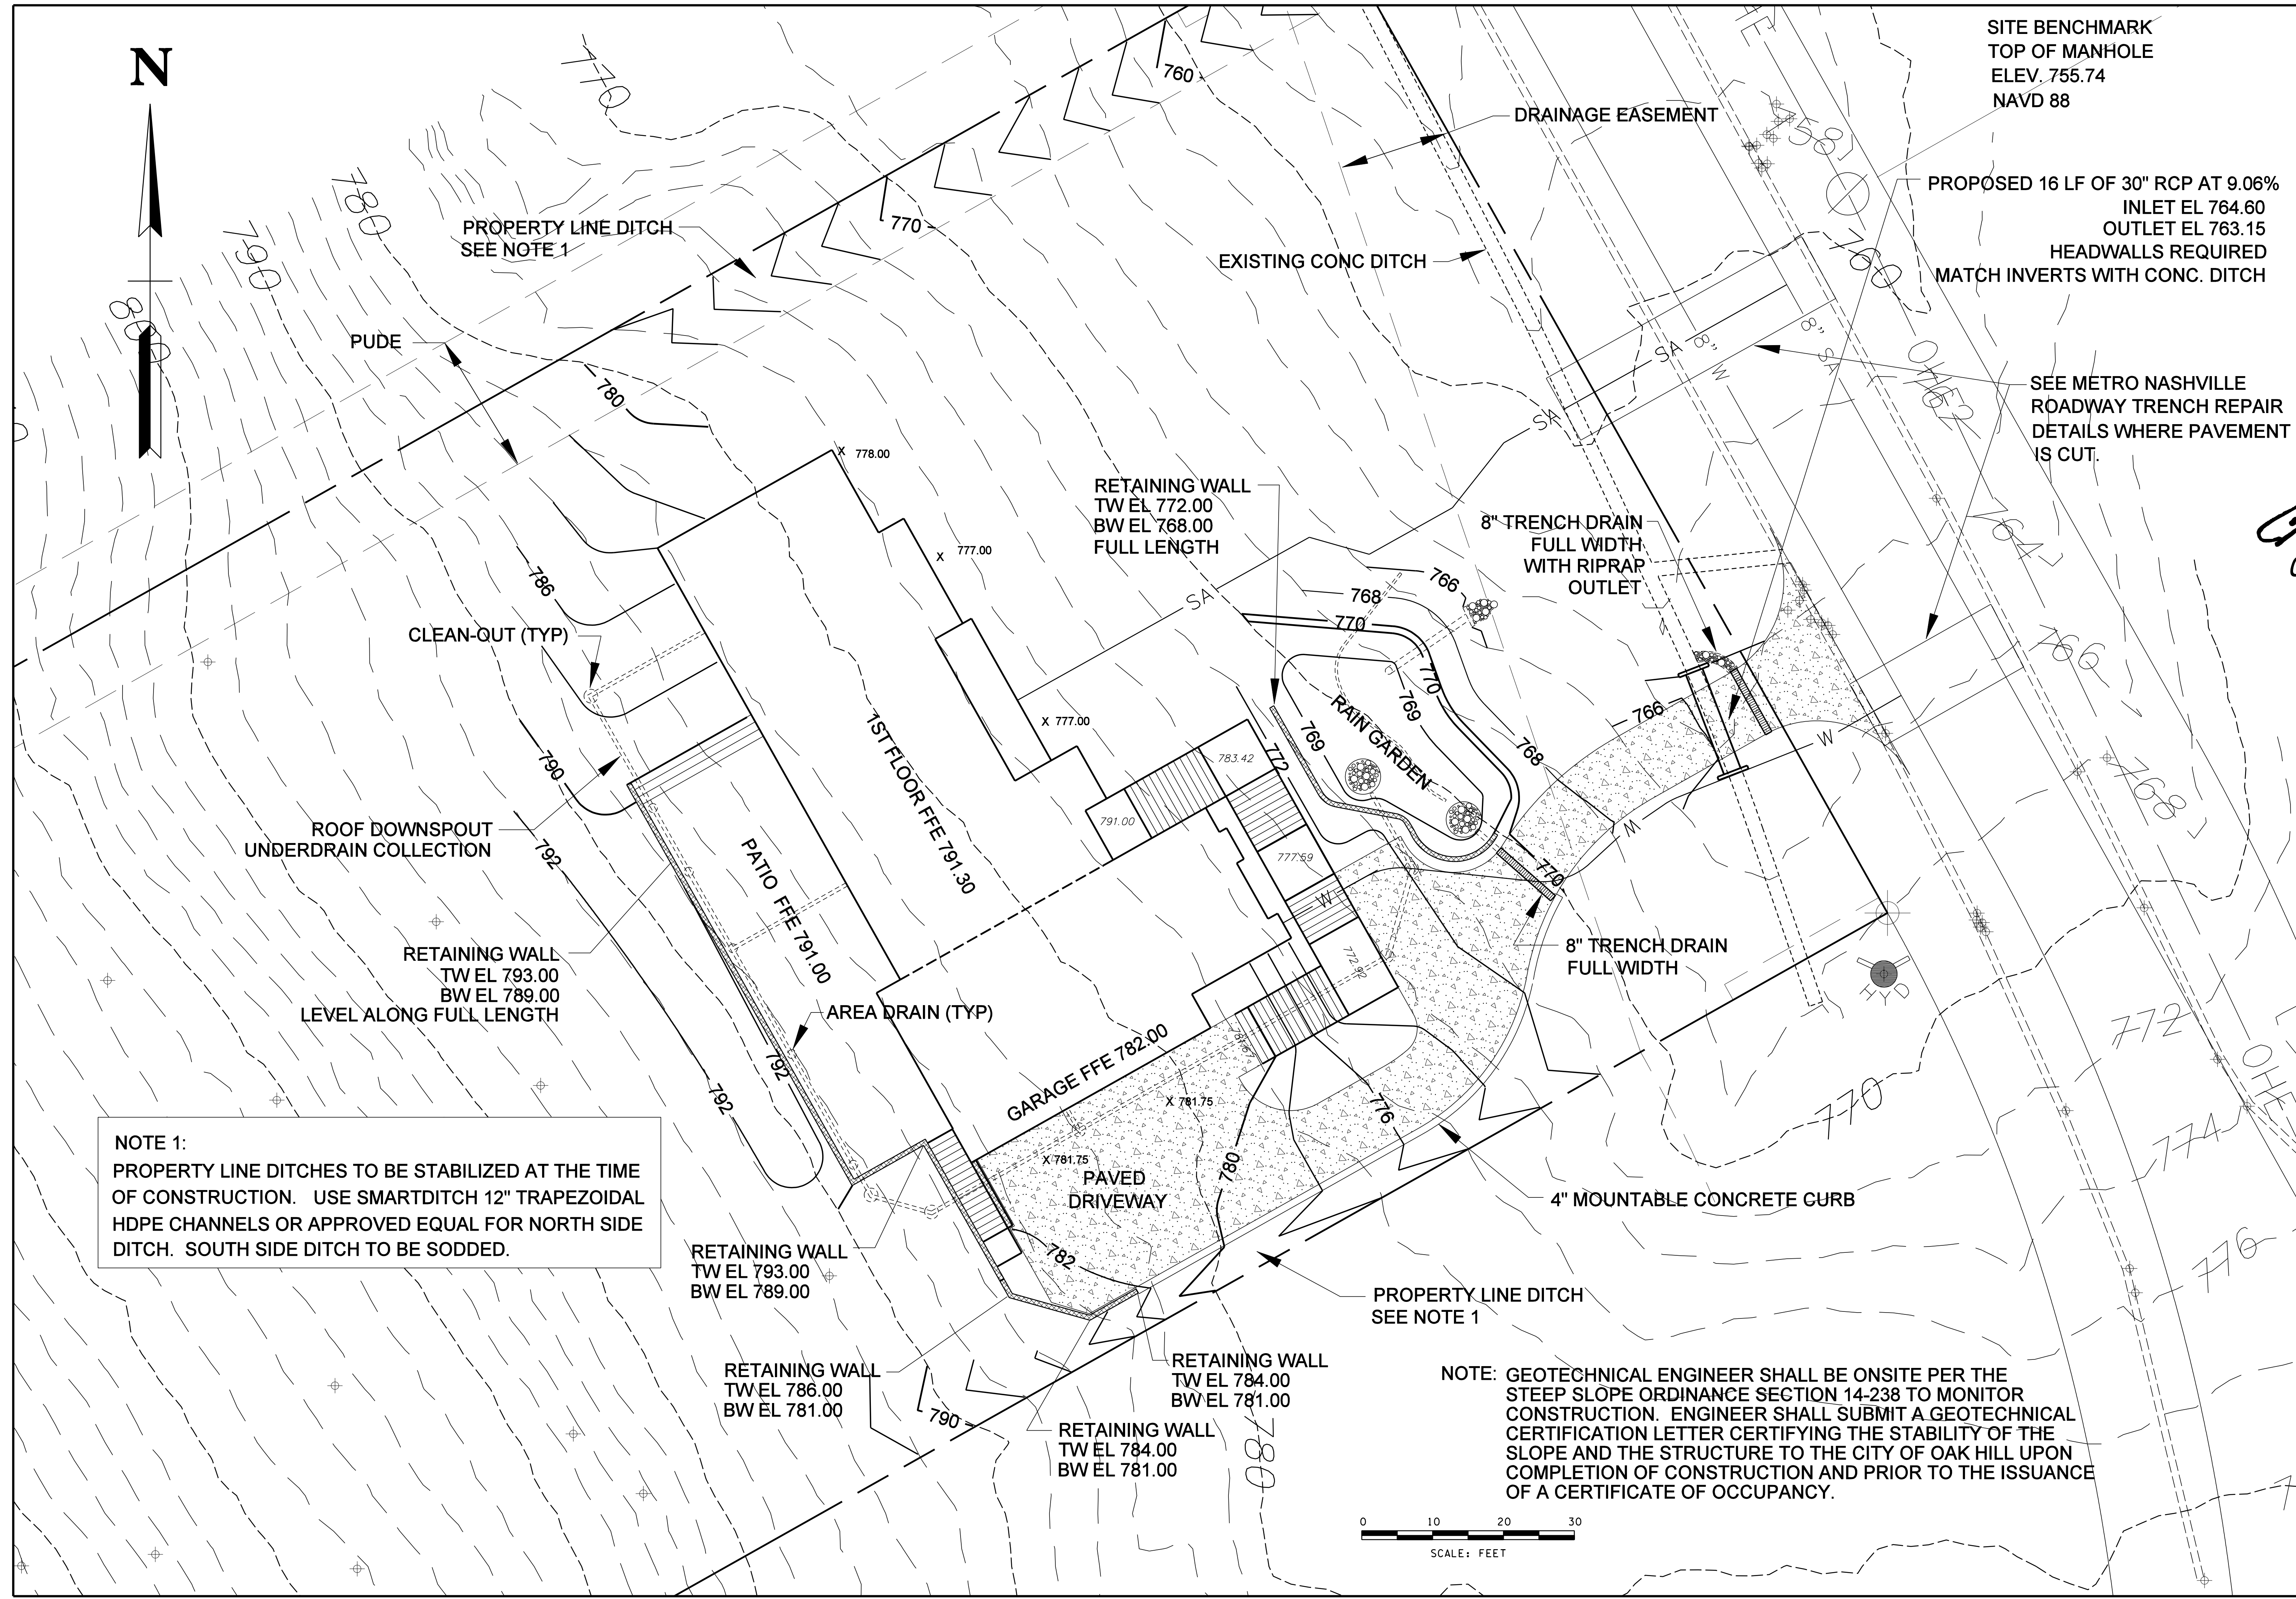 N
SITE BENCHMARK
TOP OF MANHOLE
ELEV. 755.74
NAVD 88
770
760
DRAINAGE EASEMENT
758
PROPOSED 16 LF OF 30" RCP AT 9.06%
INLET EL 764.60
OUTLET EL 763.15
HEADWALLS REQUIRED
MATCH INVERTS WITH CONC. DITCH
780
790
800
PROPERTY LINE DITCH
SEE NOTE 1
770
EXISTING CONC DITCH
760
PUDE
8" SA
8" W
SA
OHE
SEE METRO NASHVILLE
ROADWAY TRENCH REPAIR
DETAILS WHERE PAVEMENT
IS CUT.
780
SA
X 778.00
RETAINING WALL
TW EL 772.00
BW EL 768.00
FULL LENGTH
X 777.00
8" TRENCH DRAIN
FULL WIDTH
WITH RIPRAP
OUTLET
764
786
SA
766
768
770
CLEAN-OUT (TYP)
770
769
766
766
X 777.00
1ST FLOOR FFE 791.30
RAIN GARDEN
769
772
783.42
768
W
790
768
791.00
ROOF DOWNSPOUT
UNDERDRAIN COLLECTION
792
PATIO FFE 791.00
777.59
W
770
W
RETAINING WALL
TW EL 793.00
BW EL 789.00
LEVEL ALONG FULL LENGTH
772.92
8" TRENCH DRAIN
FULL WIDTH
HYD
AREA DRAIN (TYP)
772
GARAGE FFE 782.00
792
792
X 781.75
776
770
774
OHE
NOTE 1:
PROPERTY LINE DITCHES TO BE STABILIZED AT THE TIME
OF CONSTRUCTION. USE SMARTDITCH 12" TRAPEZOIDAL
HDPE CHANNELS OR APPROVED EQUAL FOR NORTH SIDE
DITCH. SOUTH SIDE DITCH TO BE SODDED.
X 781.75
PAVED
DRIVEWAY
780
4" MOUNTABLE CONCRETE CURB
782
776
RETAINING WALL
TW EL 793.00
BW EL 789.00
PROPERTY LINE DITCH
SEE NOTE 1
RETAINING WALL
TW EL 786.00
BW EL 781.00
RETAINING WALL
TW EL 784.00
BW EL 781.00
790
RETAINING WALL
TW EL 784.00
BW EL 781.00
780
NOTE: GEOTECHNICAL ENGINEER SHALL BE ONSITE PER THE
STEEP SLOPE ORDINANCE SECTION 14-238 TO MONITOR
CONSTRUCTION. ENGINEER SHALL SUBMIT A GEOTECHNICAL
CERTIFICATION LETTER CERTIFYING THE STABILITY OF THE
SLOPE AND THE STRUCTURE TO THE CITY OF OAK HILL UPON
COMPLETION OF CONSTRUCTION AND PRIOR TO THE ISSUANCE
OF A CERTIFICATE OF OCCUPANCY.
0 10 20 30
SCALE: FEET